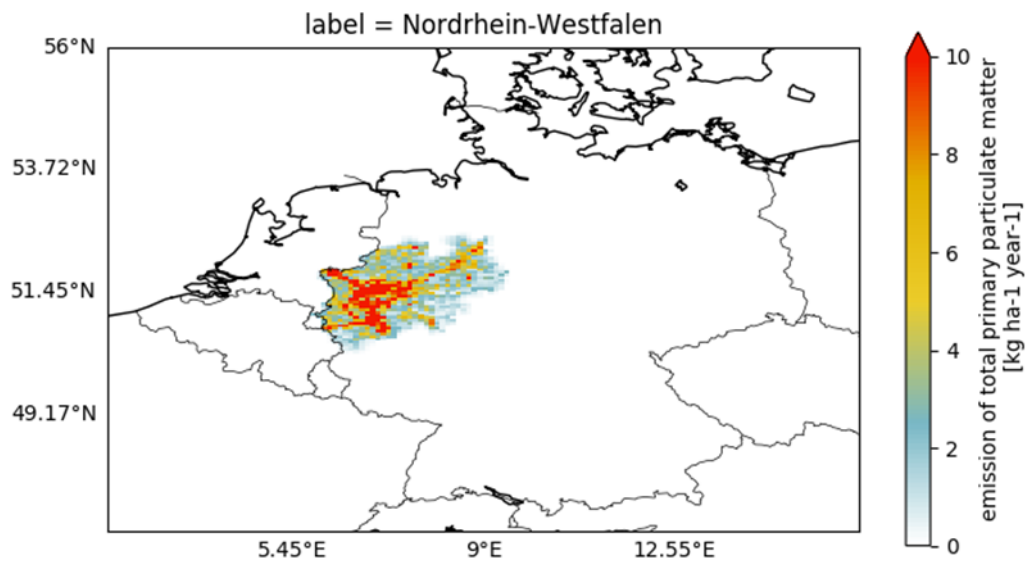 label = Nordrhein-Westfalen
56°N
53.72°N
51.45°N
49.17°N
5.45°E
9°E
12.55°E
10
8
6
4
2
0
emission of total primary particulate matter
[kg ha-1 year-1]